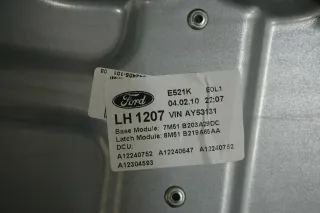 Ford
E521K EOL1
04.02.10 22:07
LH 1207 VIN AY53131
Base Module: 7M51 B203A29DC
Latch Module: 8M51 B219A65AA
DCU:
A12240752 A12240647 A12240752
A12304593